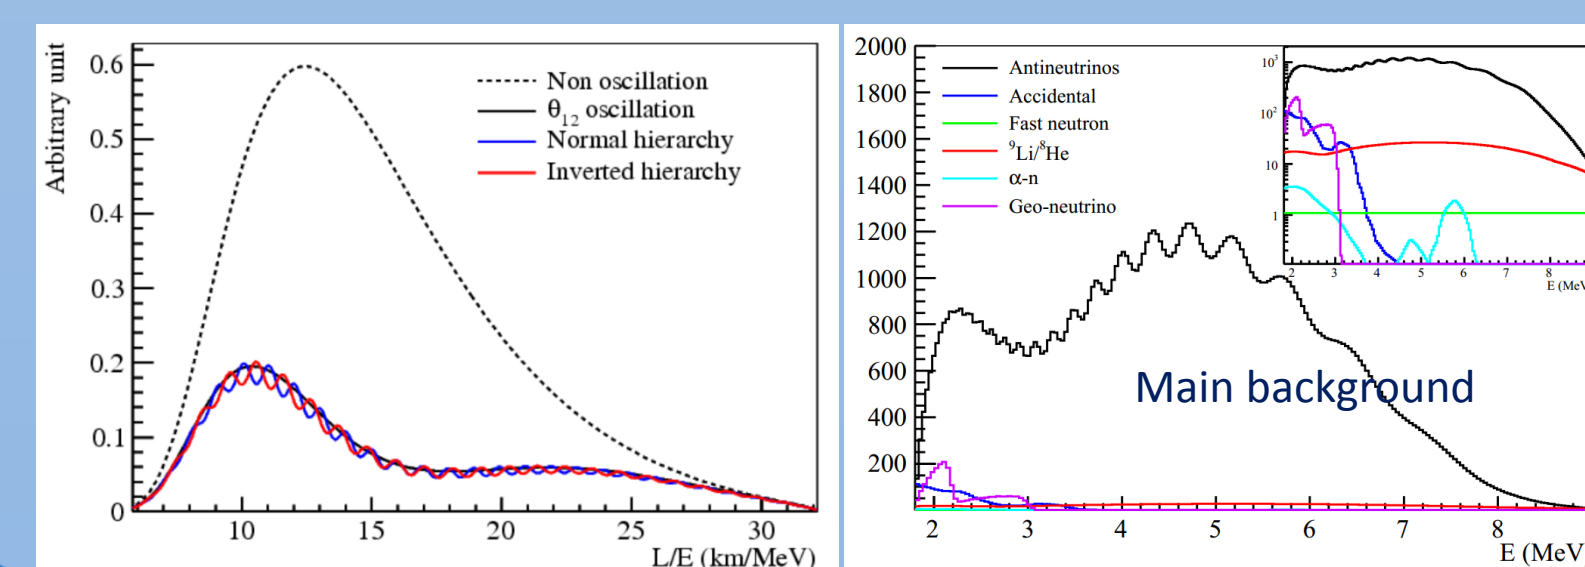 Arbitrary unit
0.6
0.5
0.4
0.3
0.2
0.1
0
Non oscillation
θ₁₂ oscillation
Normal hierarchy
Inverted hierarchy
10 15 20 25 30
L/E (km/MeV)
2000
1800
1600
1400
1200
1000
800
600
400
200
Antineutrinos
Accidental
Fast neutron
⁹Li/⁸He
α-n
Geo-neutrino
10³
10²
10
1
2 3 4 5 6 7 8
E (MeV
Main background
2 3 4 5 6 7 8
E (MeV